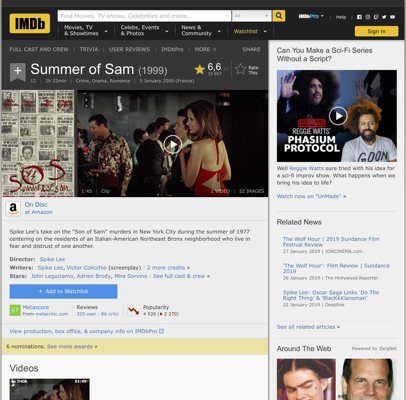 IMDb
Find Movies, TV shows, Celebrities and more...
All
IMDbPro
Help
Movies, TV
& Showtimes
Celebs, Events
& Photos
News &
Community
Watchlist
Sign in
FULL CAST AND CREW
TRIVIA
USER REVIEWS
IMDbPro
MORE
SHARE
Summer of Sam (1999)
12
2h 22min
Crime, Drama, Romance
5 January 2000 (France)
6,6
Rate
This
1:45
Clip
1 VIDEO
52 IMAGES
On Disc
at Amazon
Spike Lee's take on the "Son of Sam" murders in New York City during the summer of 1977
centering on the residents of an Italian-American Northeast Bronx neighborhood who live in
fear and distrust of one another.
Director: Spike Lee
Writers: Spike Lee, Victor Colicchio (screenplay) | 2 more credits »
Stars: John Leguizamo, Adrien Brody, Mira Sorvino | See full cast & crew »
+ Add to Watchlist
67
Metascore
From metacritic.com
Reviews
355 user | 86 critic
Popularity
4 928 (2 270)
View production, box office, & company info on IMDbPro
6 nominations. See more awards »
Videos
Can You Make a Sci-Fi Series
Without a Script?
REGGIE WATTS'
PHASIUM
PROTOCOL
Well Reggie Watts sure tried with his idea for
a sci-fi improv show. What happens when we
bring his idea to life?
Watch now on "UnMade" »
Related News
The Wolf Hour | 2019 Sundance Film
Festival Review
27 January 2019 | IONCINEMA.com
'The Wolf Hour': Film Review | Sundance
2019
26 January 2019 | The Hollywood Reporter
Spike Lee: Oscar Saga Links 'Do The
Right Thing' & 'BlacKkKlansman'
22 January 2019 | Deadline
See all related articles »
Around The Web
Powered by ZergNet